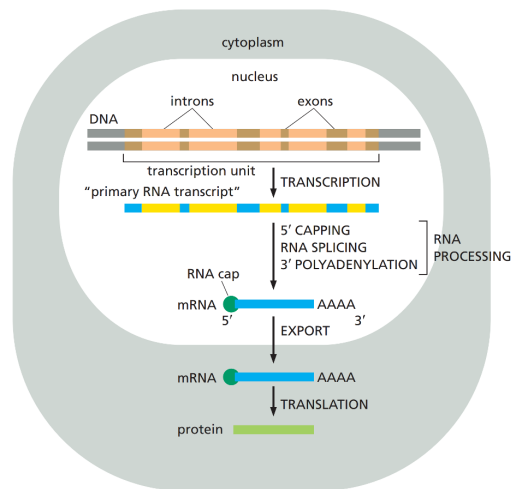 cytoplasm
nucleus
introns
exons
DNA
transcription unit
TRANSCRIPTION
“primary RNA transcript”
5′ CAPPING
RNA SPLICING
3′ POLYADENYLATION
RNA
PROCESSING
RNA cap
mRNA
AAAA
5′
3′
EXPORT
mRNA
AAAA
TRANSLATION
protein